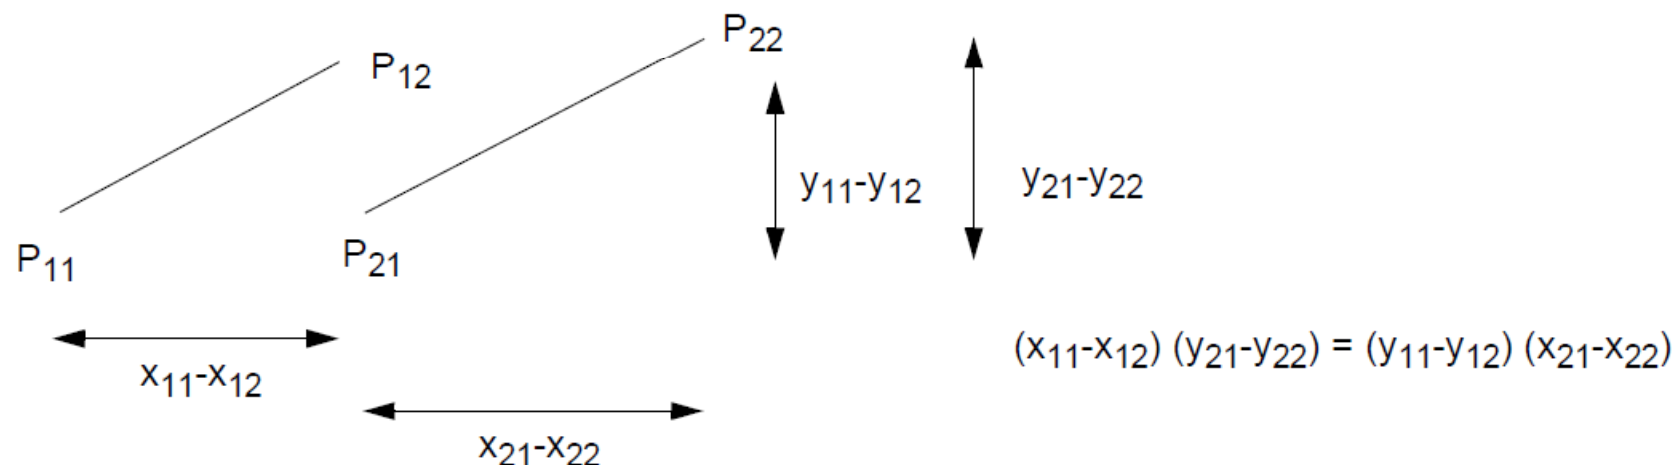 P22
P12
y11-y12
y21-y22
P11
P21
(x11-x12) (y21-y22) = (y11-y12) (x21-x22)
x11-x12
x21-x22